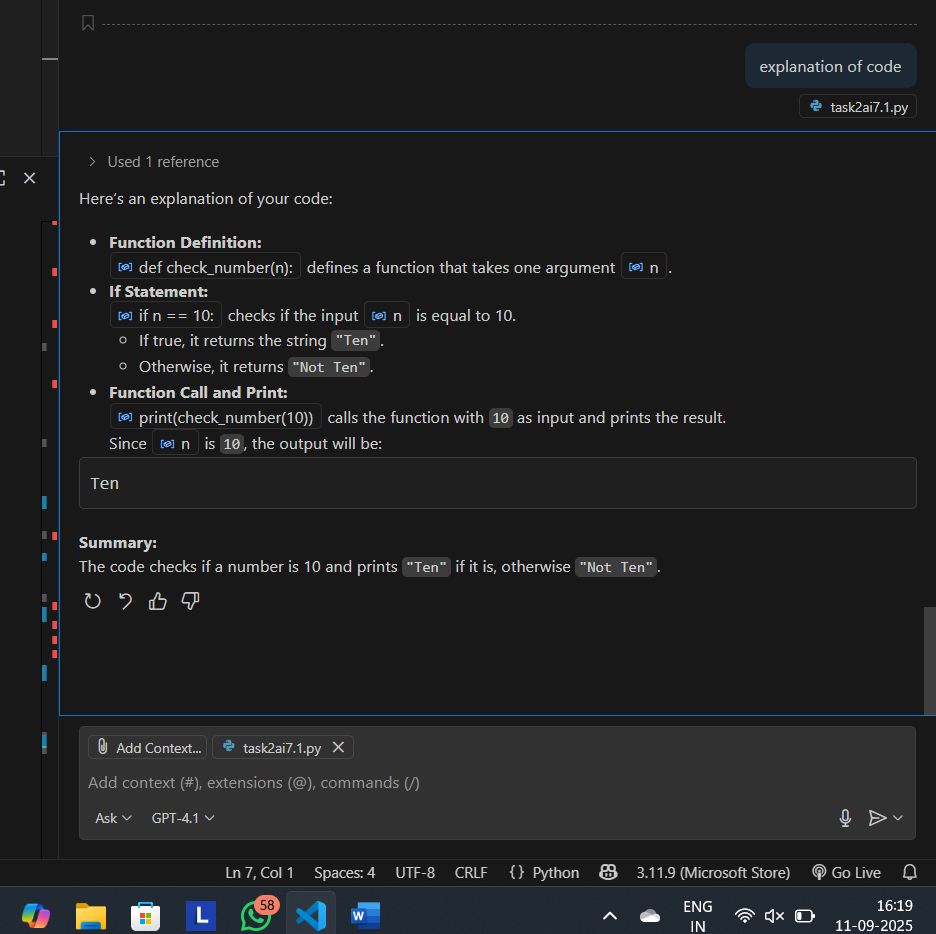 explanation of code
task2ai7.1.py
Used 1 reference
Here's an explanation of your code:
Function Definition:
def check_number(n): defines a function that takes one argument n .
If Statement:
if n == 10: checks if the input n is equal to 10.
If true, it returns the string "Ten".
Otherwise, it returns "Not Ten".
Function Call and Print:
print(check_number(10)) calls the function with 10 as input and prints the result.
Since n is 10, the output will be:
Ten
Summary:
The code checks if a number is 10 and prints "Ten" if it is, otherwise "Not Ten".
Add Context... task2ai7.1.py
Add context (#), extensions (@), commands (/)
Ask GPT-4.1
Ln 7, Col 1 Spaces: 4 UTF-8 CRLF {} Python 3.11.9 (Microsoft Store) Go Live
L 58 W ENG 16:19
IN 11-09-2025